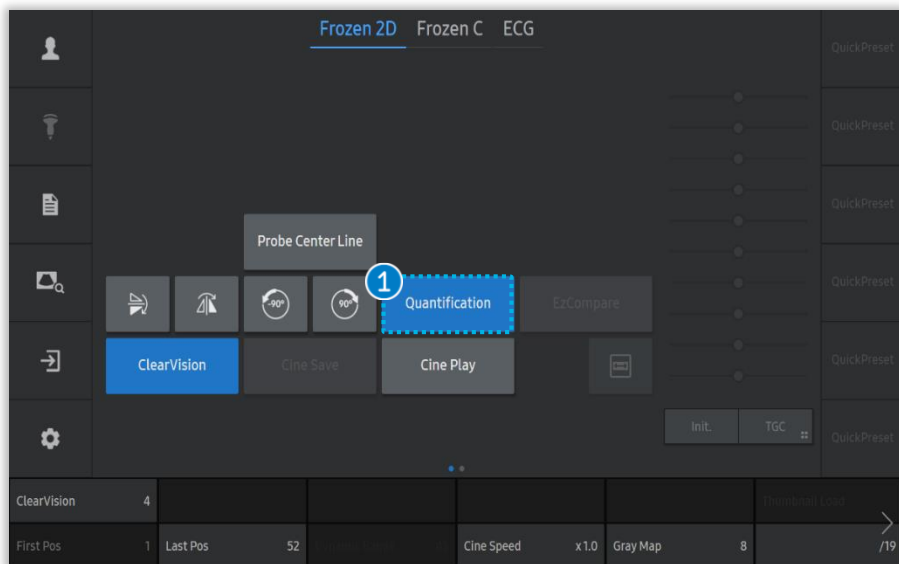 Frozen 2D Frozen C ECG
QuickPreset
QuickPreset
QuickPreset
QuickPreset
QuickPreset
QuickPreset
Probe Center Line
1
-90° 90° Quantification EzCompare
ClearVision Cine Save Cine Play
Init. TGC
ClearVision 4 Thumbnail Load
First Pos 1 Last Pos 52 Cine Speed x1.0 Gray Map 8 /19